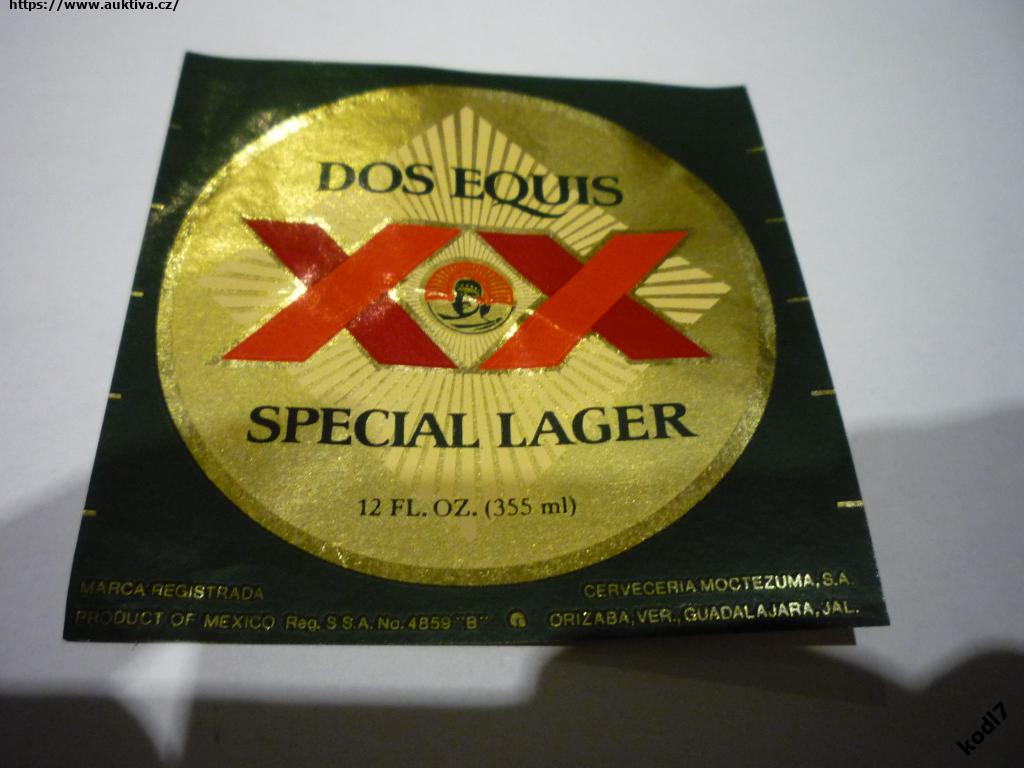 https://www.auktiva.cz/
DOS EQUIS
XX
SPECIAL LAGER
12 FL. OZ. (355 ml)
MARCA REGISTRADA
CERVECERIA MOCTEZUMA, S.A.
PRODUCT OF MEXICO Reg. S.S.A. No. 4859 "B"
ORIZABA, VER., GUADALAJARA, JAL.
kodl7